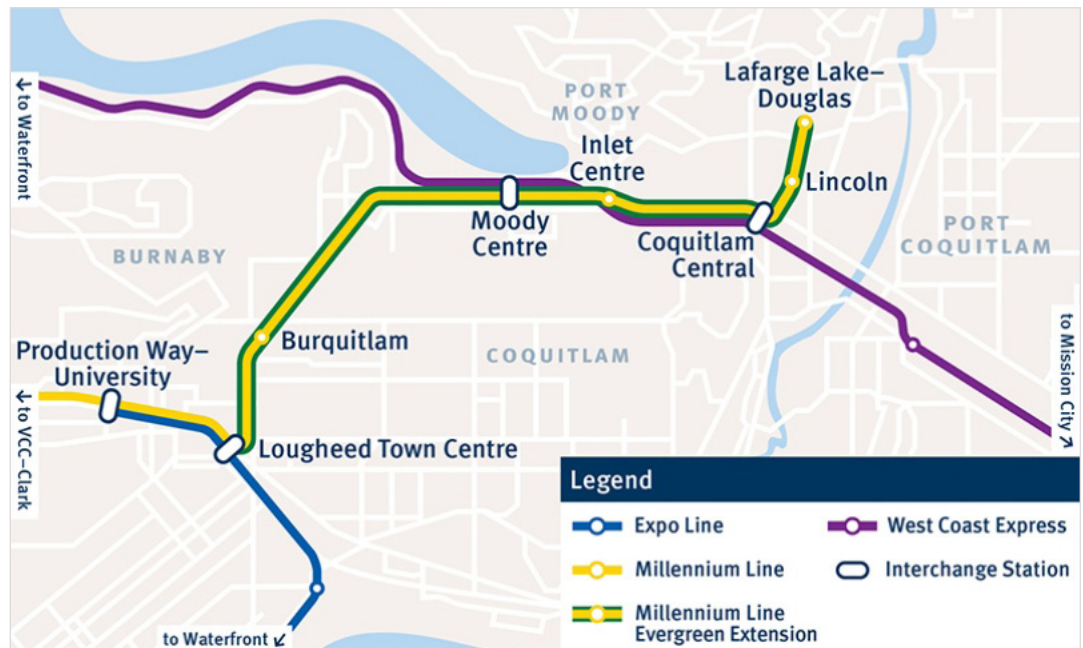 Lafarge Lake–
Douglas
PORT
MOODY
↓ to Waterfront
Inlet
Centre
Lincoln
Moody
Centre
PORT
COQUITLAM
Coquitlam
Central
BURNABY
Burquitlam
COQUITLAM
Production Way–
University
to Mission City ↗
↓ to VCC–Clark
Lougheed Town Centre
Legend
Expo Line
West Coast Express
Millennium Line
Interchange Station
Millennium Line
Evergreen Extension
to Waterfront ↙